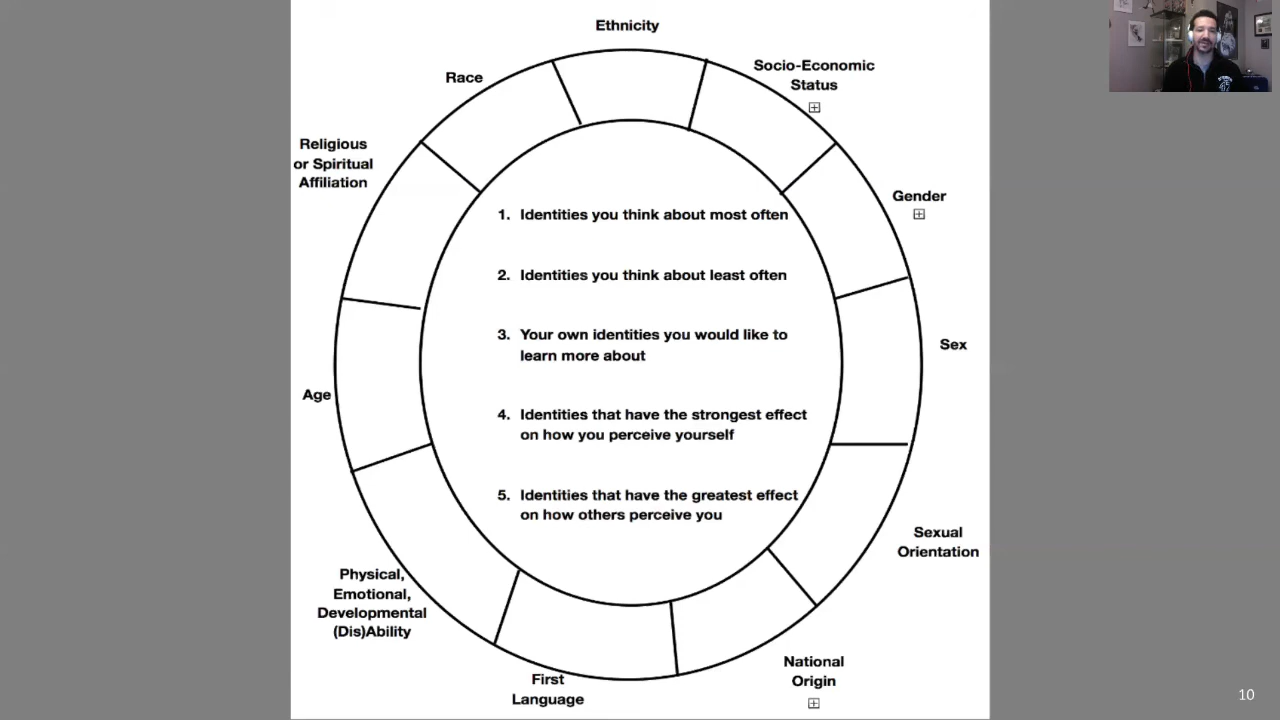 Ethnicity
Socio-Economic
Status
Race
Religious
or Spiritual
Affiliation
Gender
1. Identities you think about most often
2. Identities you think about least often
3. Your own identities you would like to
learn more about
Sex
Age
4. Identities that have the strongest effect
on how you perceive yourself
5. Identities that have the greatest effect
on how others perceive you
Sexual
Orientation
Physical,
Emotional,
Developmental
(Dis)Ability
National
Origin
First
Language
10